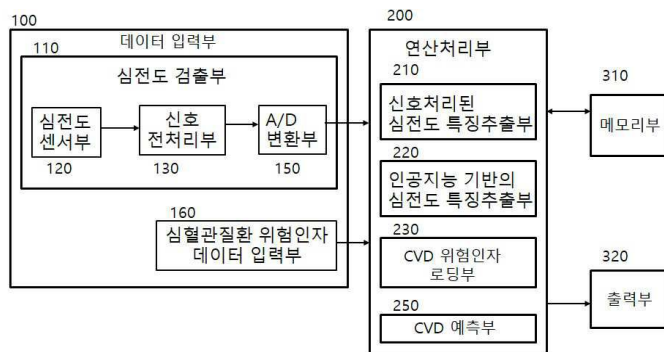 100
데이터 입력부
110
심전도 검출부
심전도
센서부
120
신호
전처리부
130
A/D
변환부
150
160
심혈관질환 위험인자
데이터 입력부
200
연산처리부
210
신호처리된
심전도 특징추출부
220
인공지능 기반의
심전도 특징추출부
230
CVD 위험인자
로딩부
250
CVD 예측부
310
메모리부
320
출력부